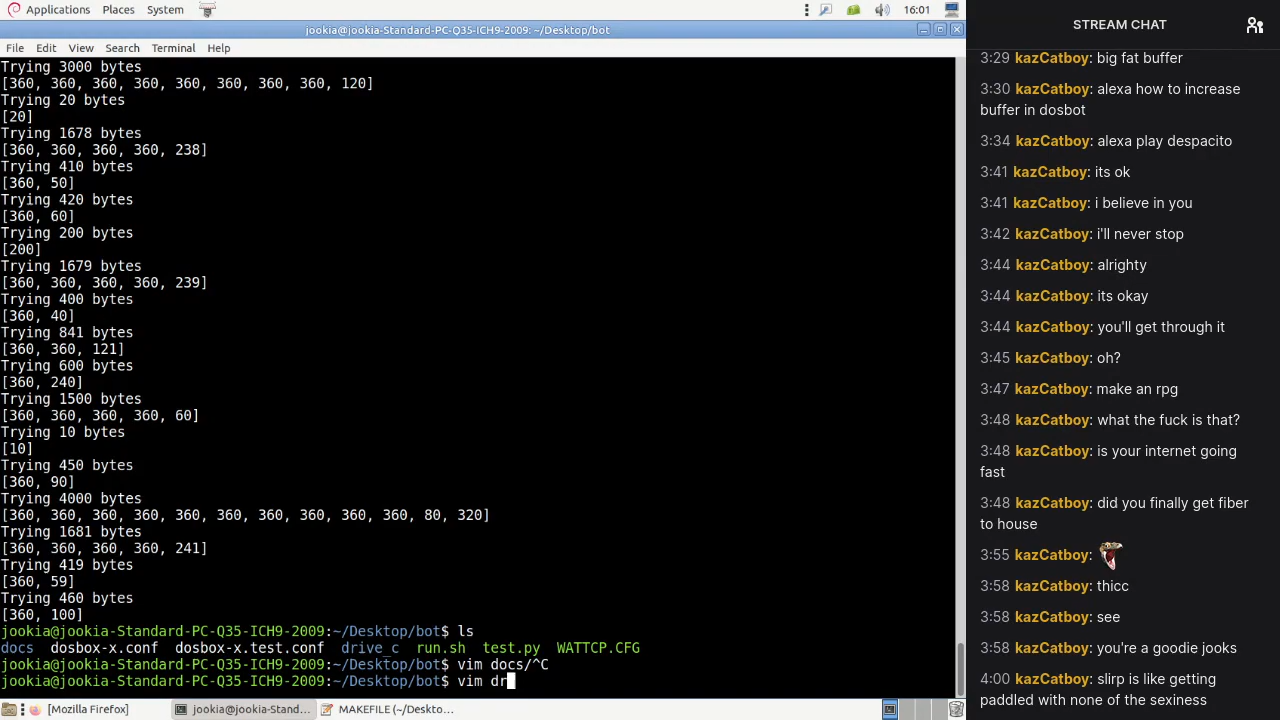 Applications Places System 16:01
jookia@jookia-Standard-PC-Q35-ICH9-2009: ~/Desktop/bot
File Edit View Search Terminal Help
Trying 3000 bytes
[360, 360, 360, 360, 360, 360, 360, 360, 120]
Trying 20 bytes
[20]
Trying 1678 bytes
[360, 360, 360, 360, 238]
Trying 410 bytes
[360, 50]
Trying 420 bytes
[360, 60]
Trying 200 bytes
[200]
Trying 1679 bytes
[360, 360, 360, 360, 239]
Trying 400 bytes
[360, 40]
Trying 841 bytes
[360, 360, 121]
Trying 600 bytes
[360, 240]
Trying 1500 bytes
[360, 360, 360, 360, 60]
Trying 10 bytes
[10]
Trying 450 bytes
[360, 90]
Trying 4000 bytes
[360, 360, 360, 360, 360, 360, 360, 360, 360, 360, 80, 320]
Trying 1681 bytes
[360, 360, 360, 360, 241]
Trying 419 bytes
[360, 59]
Trying 460 bytes
[360, 100]
jookia@jookia-Standard-PC-Q35-ICH9-2009:~/Desktop/bot$ ls
docs dosbox-x.conf dosbox-x.test.conf drive_c run.sh test.py WATTCP.CFG
jookia@jookia-Standard-PC-Q35-ICH9-2009:~/Desktop/bot$ vim docs/^C
jookia@jookia-Standard-PC-Q35-ICH9-2009:~/Desktop/bot$ vim dr
[Mozilla Firefox] jookia@jookia-Stand... MAKEFILE (~/Deskto...
STREAM CHAT
3:29 kazCatboy: big fat buffer
3:30 kazCatboy: alexa how to increase
buffer in dosbot
3:34 kazCatboy: alexa play despacito
3:41 kazCatboy: its ok
3:41 kazCatboy: i believe in you
3:42 kazCatboy: i'll never stop
3:44 kazCatboy: alrighty
3:44 kazCatboy: its okay
3:44 kazCatboy: you'll get through it
3:45 kazCatboy: oh?
3:47 kazCatboy: make an rpg
3:48 kazCatboy: what the fuck is that?
3:48 kazCatboy: is your internet going
fast
3:48 kazCatboy: did you finally get fiber
to house
3:55 kazCatboy:
3:58 kazCatboy: thicc
3:58 kazCatboy: see
3:58 kazCatboy: you're a goodie jooks
4:00 kazCatboy: slirp is like getting
paddled with none of the sexiness